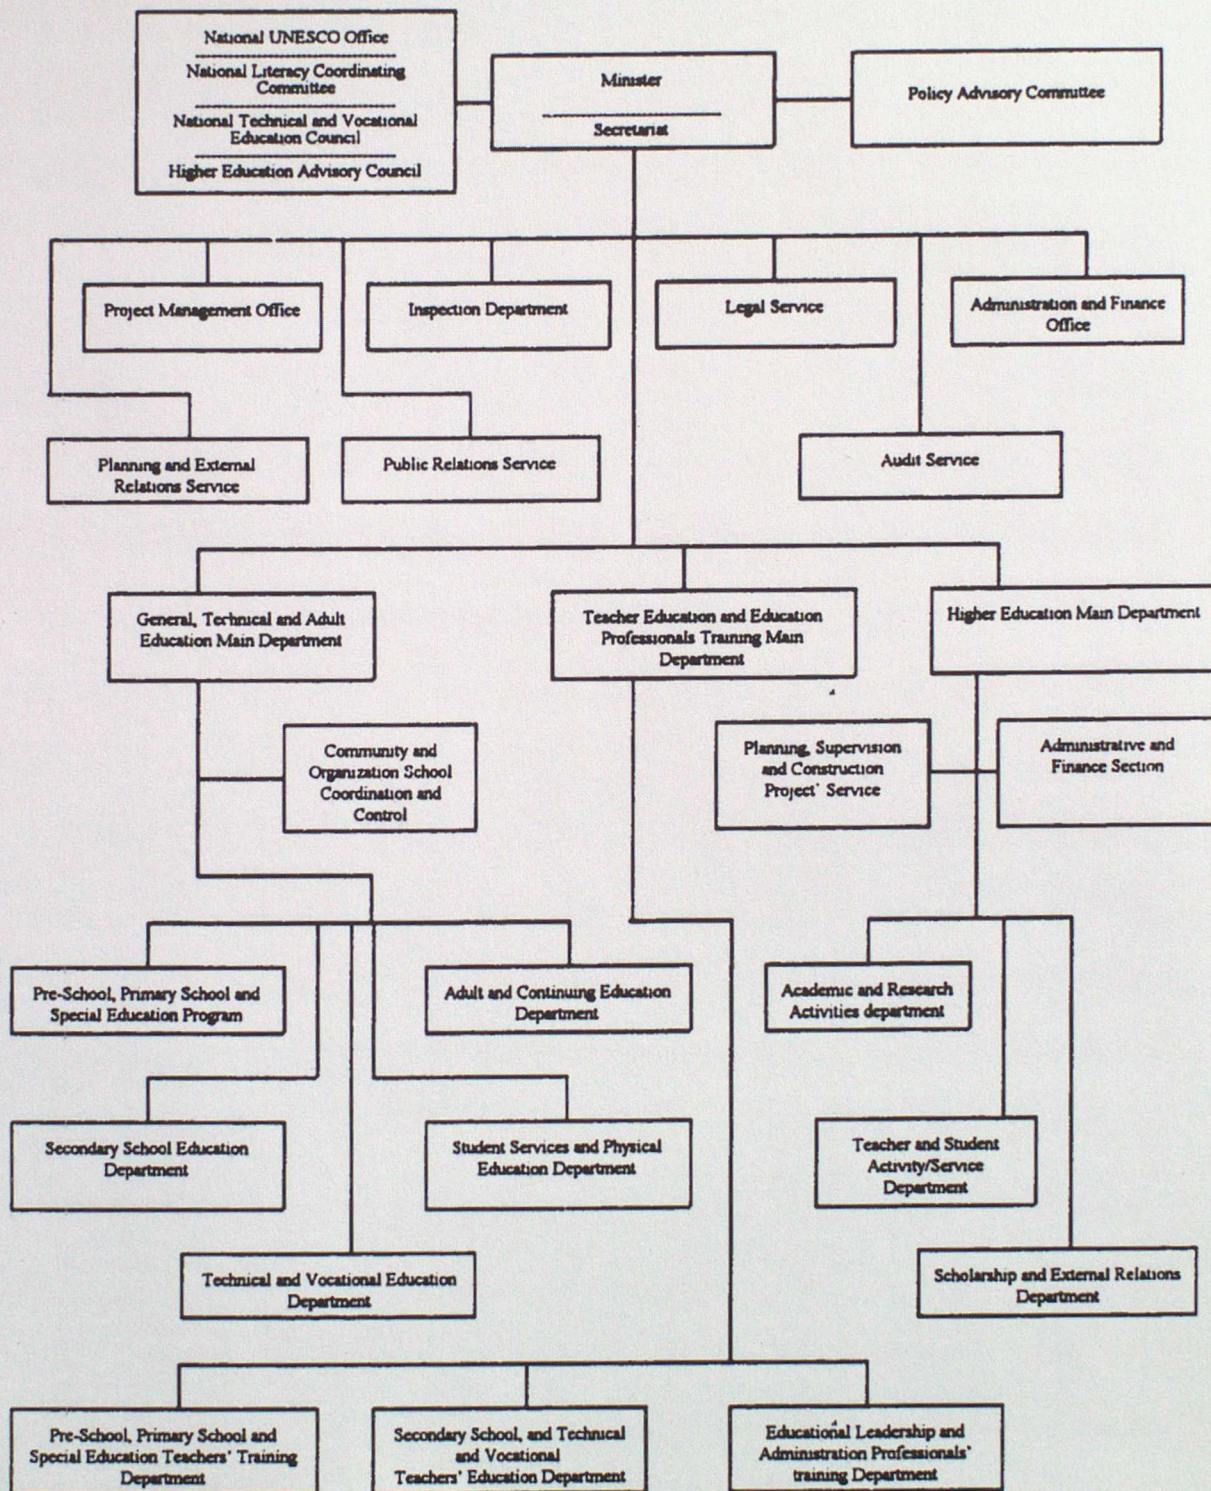 National UNESCO Office
National Literacy Coordinating
Committee
National Technical and Vocational
Education Council
Higher Education Advisory Council
Minister
Secretariat
Policy Advisory Committee
Project Management Office
Inspection Department
Legal Service
Administration and Finance
Office
Planning and External
Relations Service
Public Relations Service
Audit Service
General, Technical and Adult
Education Main Department
Teacher Education and Education
Professionals Training Main
Department
Higher Education Main Department
Community and
Organization School
Coordination and
Control
Planning, Supervision
and Construction
Project' Service
Administrative and
Finance Section
Pre-School, Primary School and
Special Education Program
Adult and Continuing Education
Department
Academic and Research
Activities department
Secondary School Education
Department
Student Services and Physical
Education Department
Teacher and Student
Activity/Service
Department
Technical and Vocational Education
Department
Scholarship and External Relations
Department
Pre-School, Primary School and
Special Education Teachers' Training
Department
Secondary School, and Technical
and Vocational
Teachers' Education Department
Educational Leadership and
Administration Professionals'
training Department